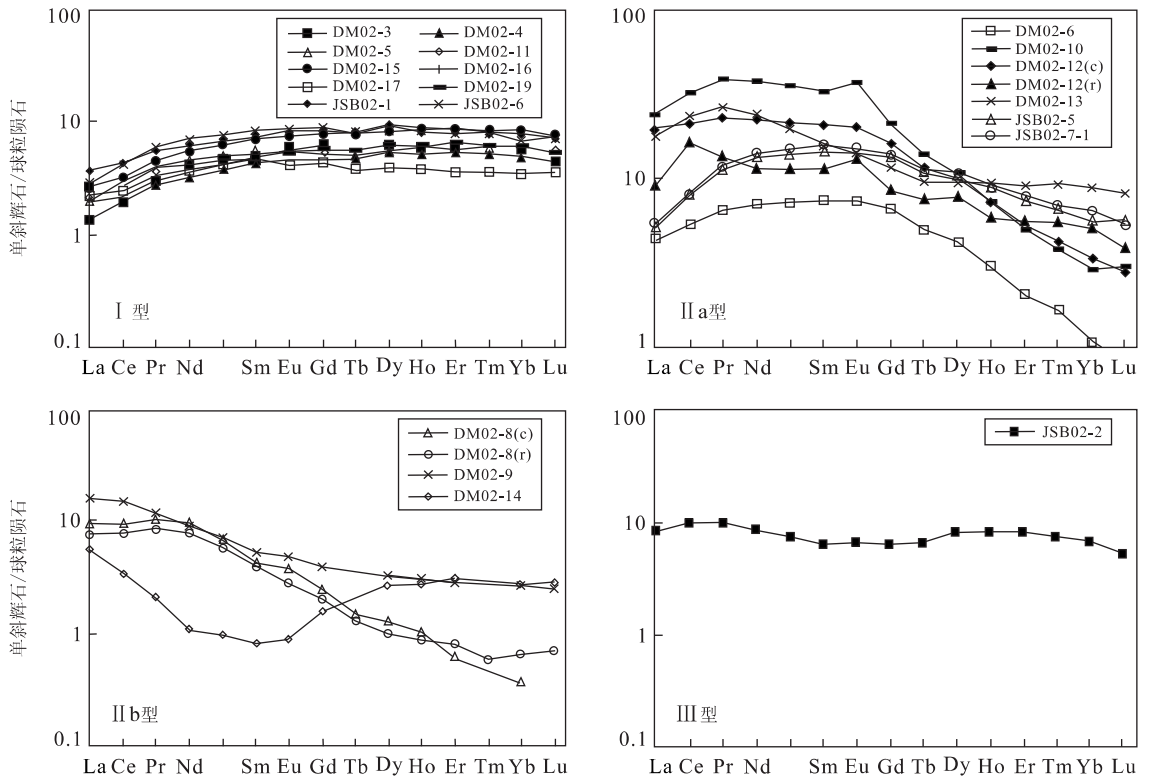 单斜辉石/球粒陨石
100
10
1
0.1
DM02-3 DM02-4
DM02-5 DM02-11
DM02-15 DM02-16
DM02-17 DM02-19
JSB02-1 JSB02-6
Ⅰ型
La Ce Pr Nd Sm Eu Gd Tb Dy Ho Er Tm Yb Lu
100
10
1
DM02-6
DM02-10
DM02-12(c)
DM02-12(r)
DM02-13
JSB02-5
JSB02-7-1
Ⅱa型
La Ce Pr Nd Sm Eu Gd Tb Dy Ho Er Tm Yb Lu
单斜辉石/球粒陨石
100
10
1
0.1
DM02-8(c)
DM02-8(r)
DM02-9
DM02-14
Ⅱb型
La Ce Pr Nd Sm Eu Gd Tb Dy Ho Er Tm Yb Lu
100
10
1
0.1
JSB02-2
Ⅲ型
La Ce Pr Nd Sm Eu Gd Tb Dy Ho Er Tm Yb Lu